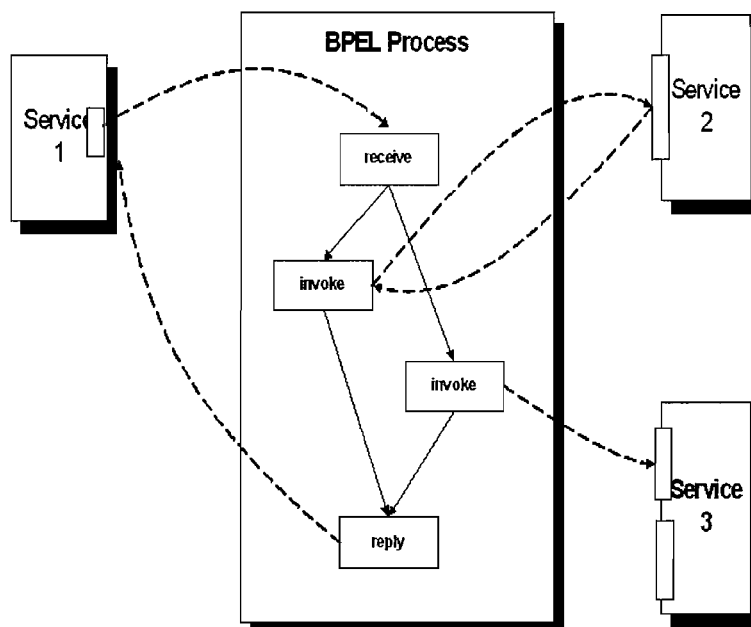 BPEL Process
Service
1
Service
2
receive
invoke
invoke
Service
3
reply